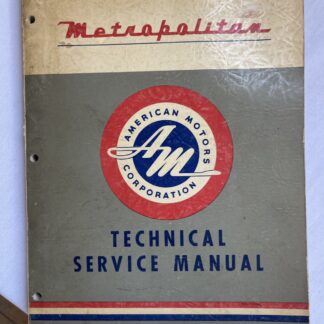 Metropolitan
AMERICAN MOTORS
AM
CORPORATION
TECHNICAL
SERVICE MANUAL